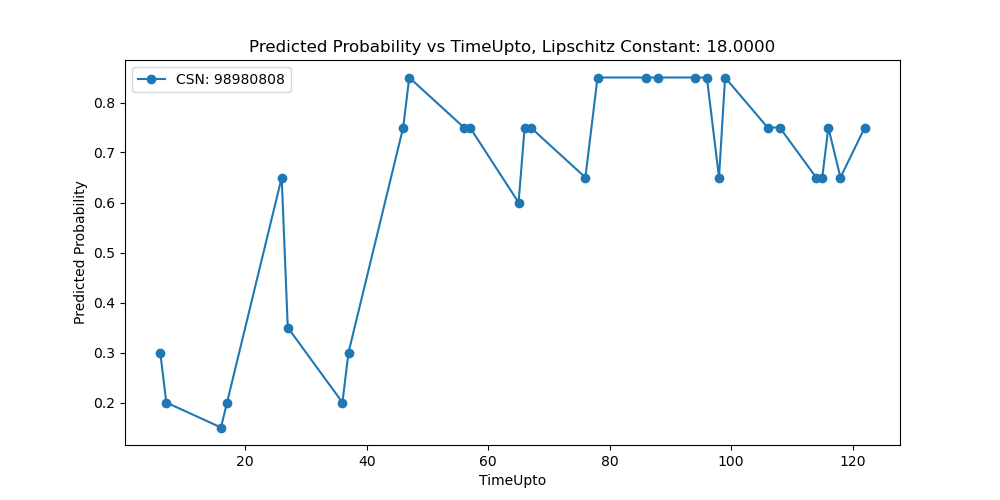 Predicted Probability vs TimeUpto, Lipschitz Constant: 18.0000
CSN: 98980808
Predicted Probability
0.8
0.7
0.6
0.5
0.4
0.3
0.2
20 40 60 80 100 120
TimeUpto